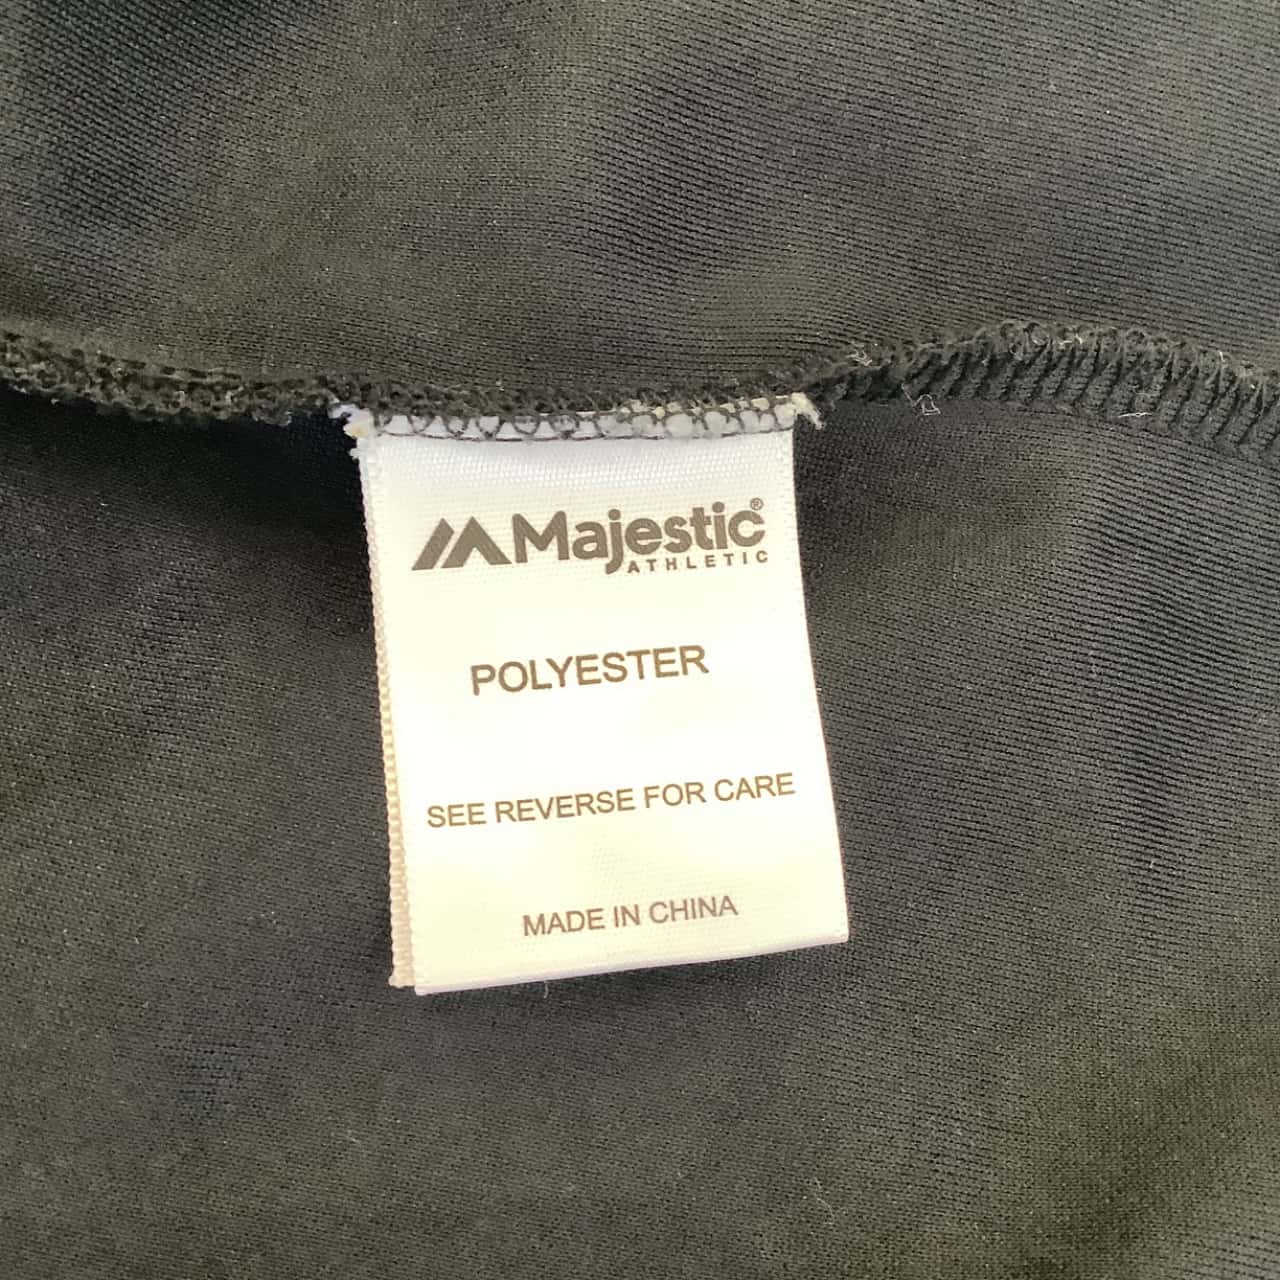 Majestic®
ATHLETIC
POLYESTER
SEE REVERSE FOR CARE
MADE IN CHINA